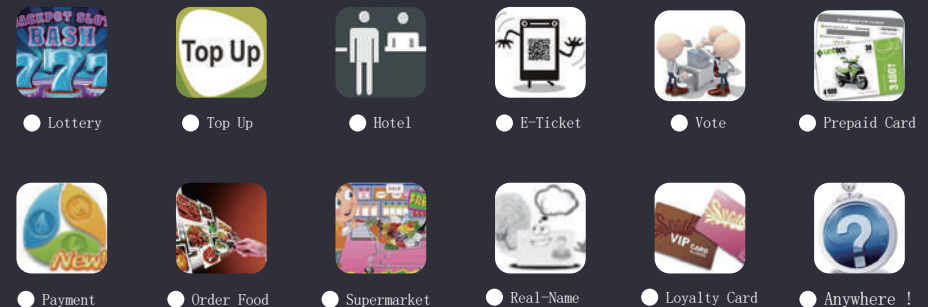 JACKPOT SLOT
BASH
777
Top Up
Lottery
Top Up
Hotel
E-Ticket
Vote
Prepaid Card
New!
VIP CARD
Payment
Order Food
Supermarket
Real-Name
Loyalty Card
Anywhere !